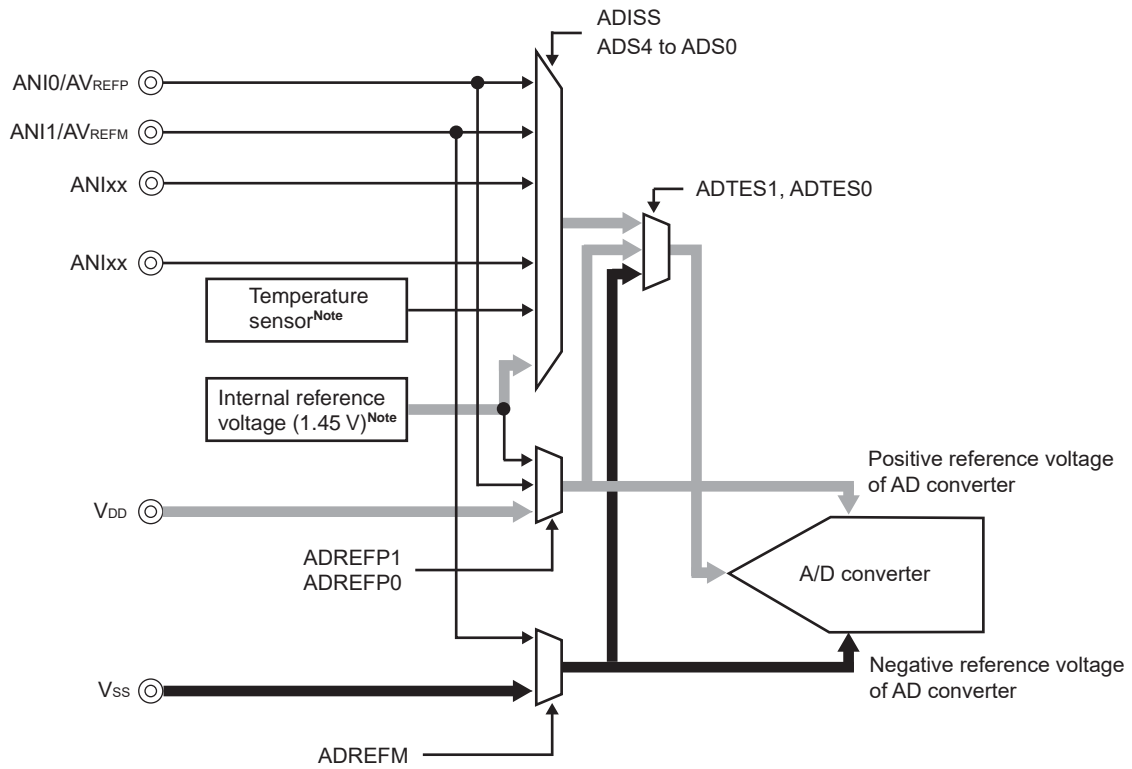 ADISS
ADS4 to ADS0
ANI0/AVREFP
ANI1/AVREFM
ANIxx
ADTES1, ADTES0
ANIxx
Temperature
sensorNote
Internal reference
voltage (1.45 V)Note
Positive reference voltage
of AD converter
VDD
ADREFP1
ADREFP0
A/D converter
Negative reference voltage
of AD converter
VSS
ADREFM